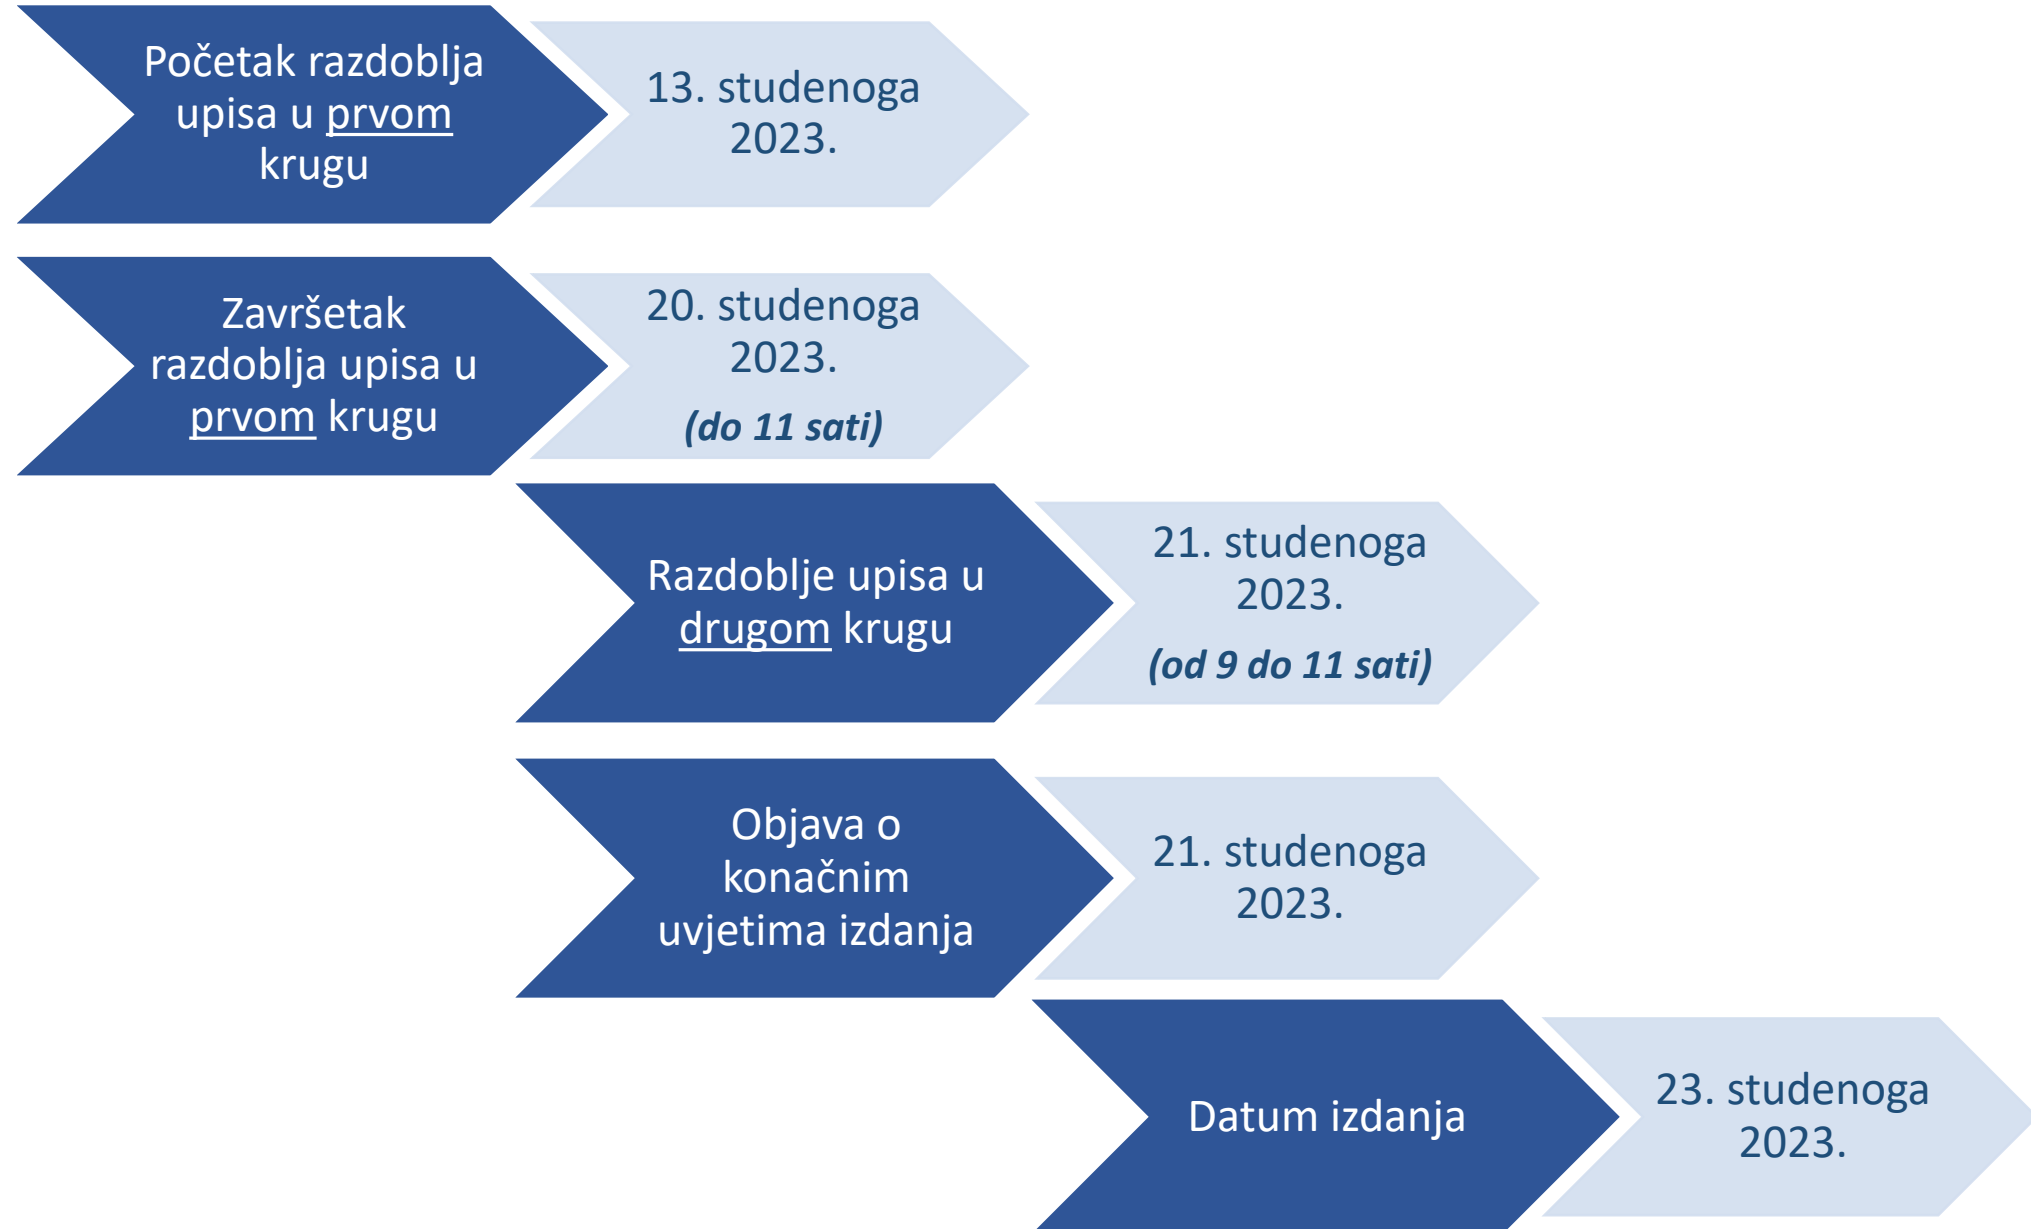 Početak razdoblja
upisa u prvom
krugu
13. studenoga
2023.
Završetak
razdoblja upisa u
prvom krugu
20. studenoga
2023.
(do 11 sati)
Razdoblje upisa u
drugom krugu
21. studenoga
2023.
(od 9 do 11 sati)
Objava o
konačnim
uvjetima izdanja
21. studenoga
2023.
Datum izdanja
23. studenoga
2023.